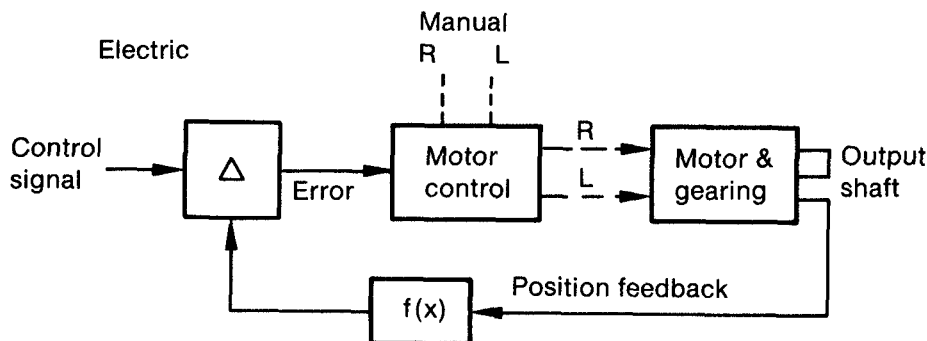 Electric
Manual
R L
Control
signal
Δ
Error
Motor
control
R
L
Motor &
gearing
Output
shaft
Position feedback
f(x)